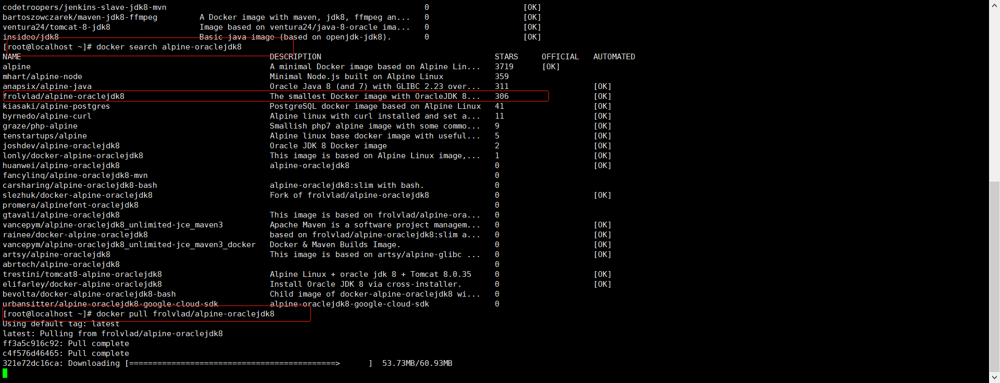 codetroopers/jenkins-slave-jdk8-mvn 0 [OK]
bartoszowczarek/maven-jdk8-ffmpeg A Docker image with maven, jdk8, ffmpeg an... 0 [OK]
ventura24/tomcat-8-jdk8 Image based on ventura24/java-8-oracle ima... 0 [OK]
insideo/jdk8 Basic java image (based on openjdk-jdk8). 0 [OK]
[root@localhost ~]# docker search alpine-oraclejdk8
NAME DESCRIPTION STARS OFFICIAL AUTOMATED
alpine A minimal Docker image based on Alpine Lin... 3719 [OK]
mhart/alpine-node Minimal Node.js built on Alpine Linux 359
anapsix/alpine-java Oracle Java 8 (and 7) with GLIBC 2.23 over... 311 [OK]
frolvlad/alpine-oraclejdk8 The smallest Docker image with OracleJDK 8... 306 [OK]
kiasaki/alpine-postgres PostgreSQL docker image based on Alpine Linux 41 [OK]
byrnedo/alpine-curl Alpine linux with curl installed and set a... 11 [OK]
graze/php-alpine Smallish php7 alpine image with some commo... 9 [OK]
tenstartups/alpine Alpine linux base docker image with useful... 5 [OK]
joshdev/alpine-oraclejdk8 Oracle JDK 8 Docker image 2 [OK]
lonly/docker-alpine-oraclejdk8 This image is based on Alpine Linux image,... 1 [OK]
huanwei/alpine-oraclejdk8 alpine-oraclejdk8 0 [OK]
fancylinq/alpine-oraclejdk8-mvn 0
carsharing/alpine-oraclejdk8-bash alpine-oraclejdk8:slim with bash. 0
slezhuk/docker-alpine-oraclejdk8 Fork of frolvlad/alpine-oraclejdk8 0 [OK]
promera/alpinefont-oraclejdk8 0
gtavali/alpine-oraclejdk8 This image is based on frolvlad/alpine-ora... 0
vancepym/alpine-oraclejdk8_unlimited-jce_maven3 Apache Maven is a software project managem... 0 [OK]
rainee/docker-alpine-oraclejdk8 based on frolvlad/alpine-oraclejdk8:slim a... 0 [OK]
vancepym/alpine-oraclejdk8_unlimited-jce_maven3_docker Docker & Maven Builds Image. 0 [OK]
artsy/alpine-oraclejdk8 This image is based on artsy/alpine-glibc ... 0 [OK]
abrtech/alpine-oraclejdk8 0
trestini/tomcat8-alpine-oraclejdk8 Alpine Linux + oracle jdk 8 + Tomcat 8.0.35 0 [OK]
elifarley/docker-alpine-oraclejdk8 Install Oracle JDK 8 via cross-installer. 0 [OK]
bevolta/docker-alpine-oraclejdk8-bash Child image of docker-alpine-oraclejdk8 wi... 0
urbansitter/alpine-oraclejdk8-google-cloud-sdk alpine-oraclejdk8-google-cloud-sdk 0
[root@localhost ~]# docker pull frolvlad/alpine-oraclejdk8
Using default tag: latest
latest: Pulling from frolvlad/alpine-oraclejdk8
ff3a5c916c92: Pull complete
c4f576d46465: Pull complete
321e72dc16ca: Downloading [============================================> ] 53.73MB/60.93MB